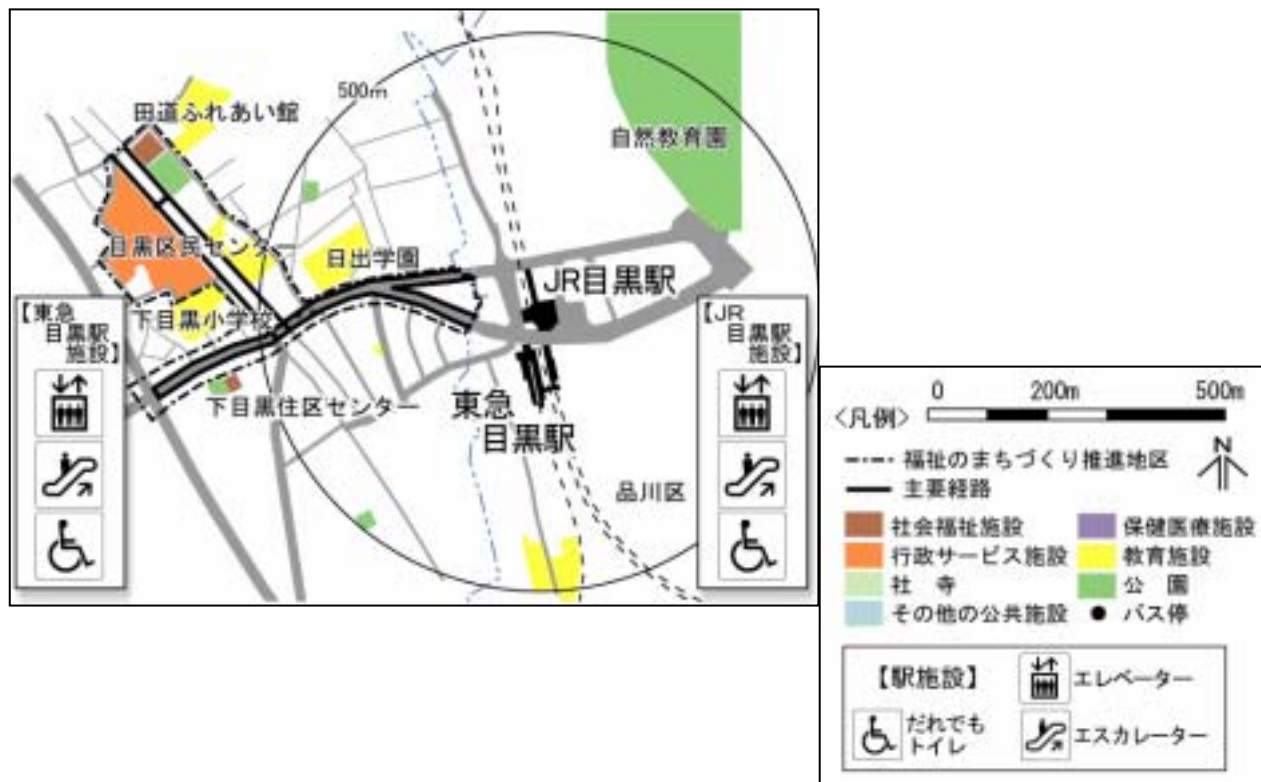 500m
田道ふれあい館
自然教育園
目黒区民センター
日出学園
JR目黒駅
下目黒小学校
【東急
目黒駅
施設】
【JR
目黒駅
施設】
下目黒住区センター
東急
目黒駅
品川区
0 200m 500m
<凡例>
N
福祉のまちづくり推進地区
主要経路
社会福祉施設 保健医療施設
行政サービス施設 教育施設
社 寺 公 園
その他の公共施設 バス停
【駅施設】 エレベーター
だれでも
トイレ
エスカレーター